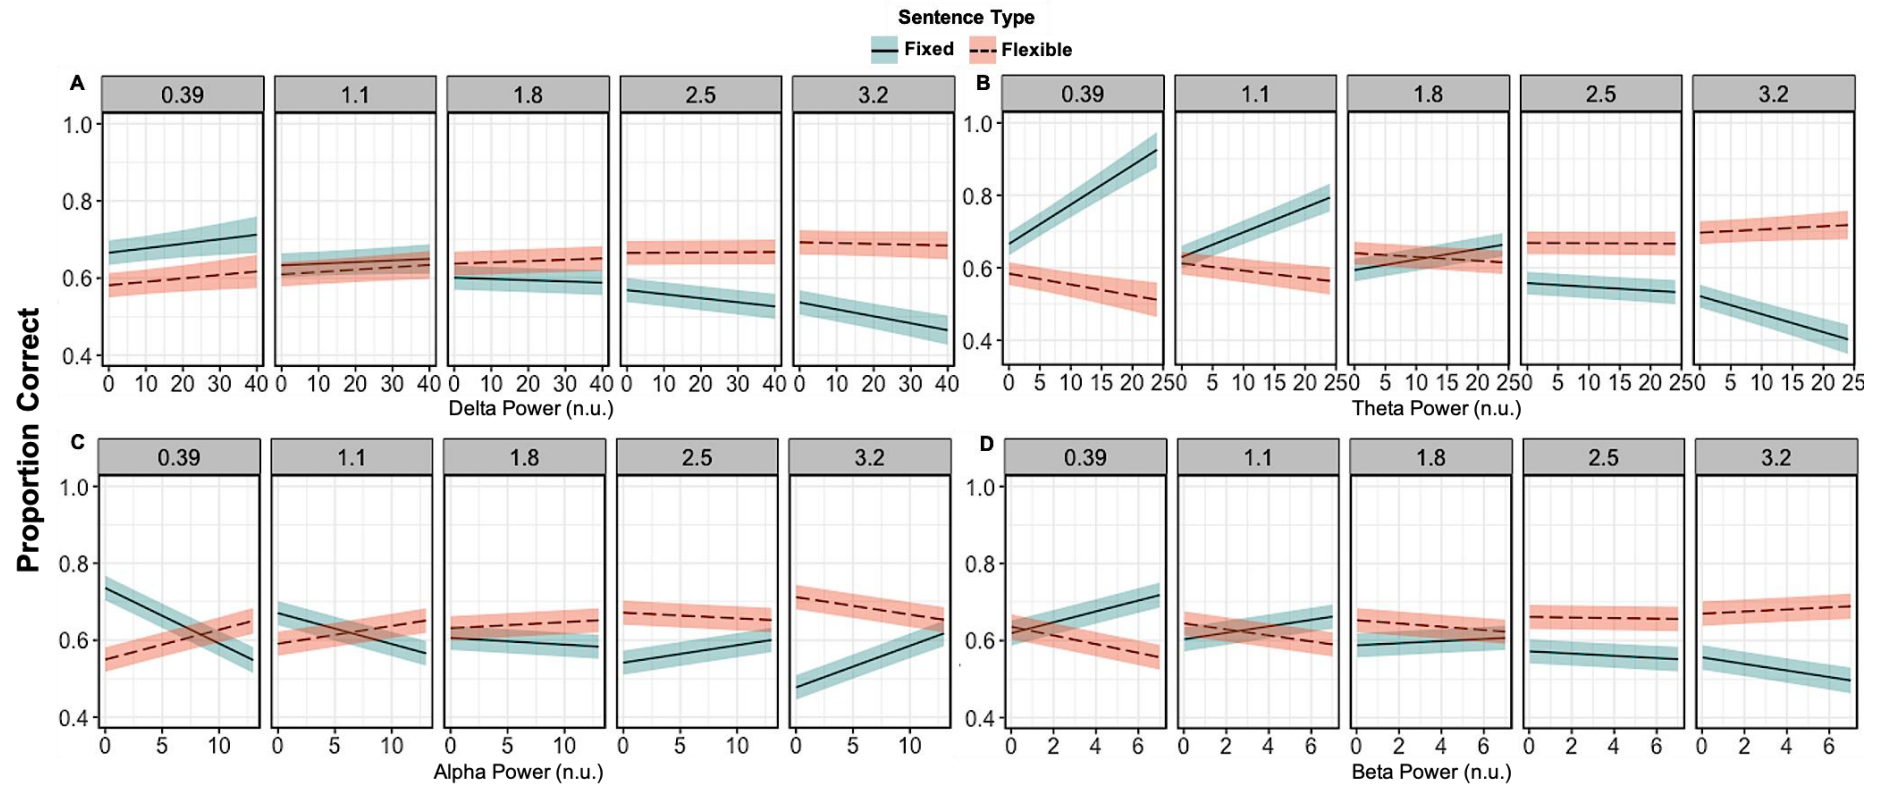 Sentence Type
Fixed Flexible
A 0.39 1.1 1.8 2.5 3.2
1.0
0.8
0.6
0.4
0 10 20 30 40 0 10 20 30 40 0 10 20 30 40 0 10 20 30 40 0 10 20 30 40
Delta Power (n.u.)
B 0.39 1.1 1.8 2.5 3.2
1.0
0.8
0.6
0.4
0 5 10 15 20 25 0 5 10 15 20 25 0 5 10 15 20 25 0 5 10 15 20 25 0 5 10 15 20 25
Theta Power (n.u.)
Proportion Correct
C 0.39 1.1 1.8 2.5 3.2
1.0
0.8
0.6
0.4
0 5 10 0 5 10 0 5 10 0 5 10 0 5 10
Alpha Power (n.u.)
D 0.39 1.1 1.8 2.5 3.2
1.0
0.8
0.6
0.4
0 2 4 6 0 2 4 6 0 2 4 6 0 2 4 6 0 2 4 6
Beta Power (n.u.)